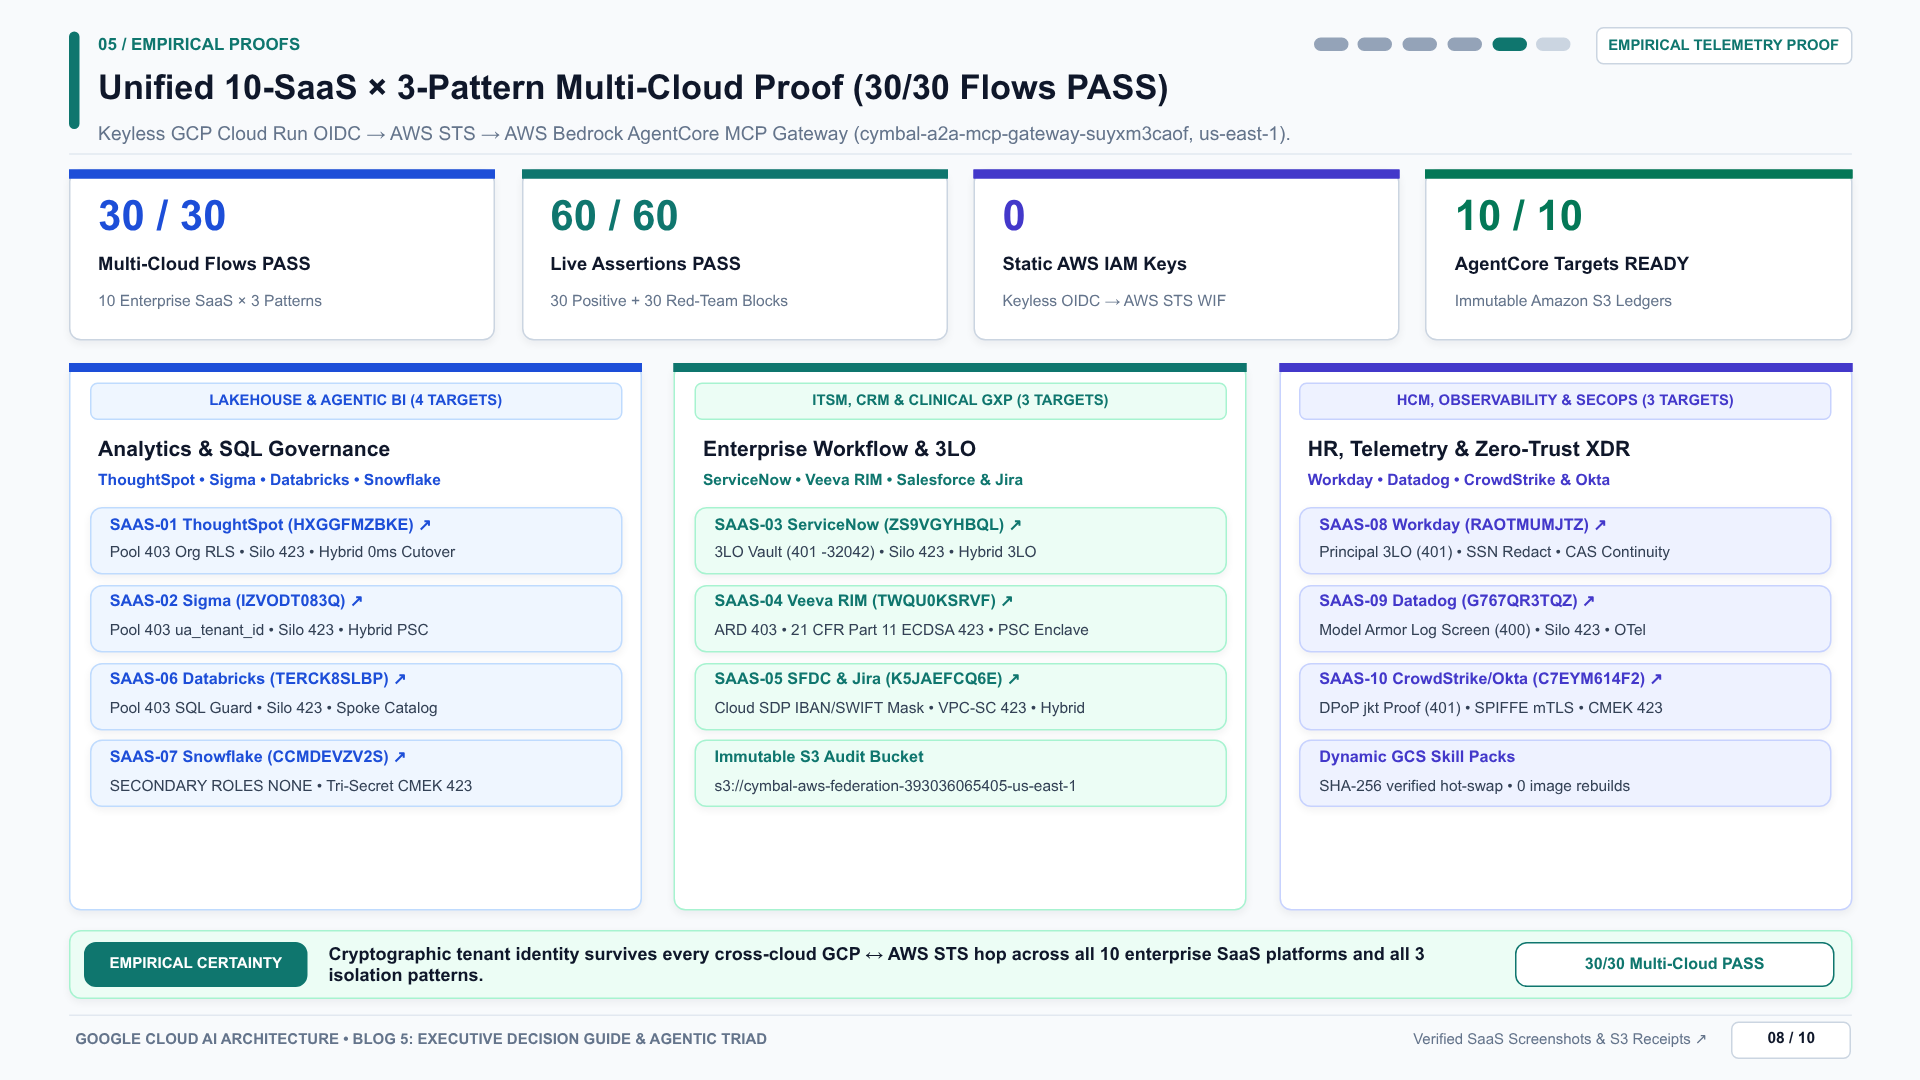 05 / EMPIRICAL PROOFS
EMPIRICAL TELEMETRY PROOF
Unified 10-SaaS × 3-Pattern Multi-Cloud Proof (30/30 Flows PASS)
Keyless GCP Cloud Run OIDC → AWS STS → AWS Bedrock AgentCore MCP Gateway (cymbal-a2a-mcp-gateway-suyxm3caof, us-east-1).
30 / 30
Multi-Cloud Flows PASS
10 Enterprise SaaS × 3 Patterns
60 / 60
Live Assertions PASS
30 Positive + 30 Red-Team Blocks
0
Static AWS IAM Keys
Keyless OIDC → AWS STS WIF
10 / 10
AgentCore Targets READY
Immutable Amazon S3 Ledgers
LAKEHOUSE & AGENTIC BI (4 TARGETS)
Analytics & SQL Governance
ThoughtSpot • Sigma • Databricks • Snowflake
SAAS-01 ThoughtSpot (HXGGFMZBKE) ↗
Pool 403 Org RLS • Silo 423 • Hybrid 0ms Cutover
SAAS-02 Sigma (IZVODT083Q) ↗
Pool 403 ua_tenant_id • Silo 423 • Hybrid PSC
SAAS-06 Databricks (TERCK8SLBP) ↗
Pool 403 SQL Guard • Silo 423 • Spoke Catalog
SAAS-07 Snowflake (CCMDEVZV2S) ↗
SECONDARY ROLES NONE • Tri-Secret CMEK 423
ITSM, CRM & CLINICAL GXP (3 TARGETS)
Enterprise Workflow & 3LO
ServiceNow • Veeva RIM • Salesforce & Jira
SAAS-03 ServiceNow (ZS9VGYHBQL) ↗
3LO Vault (401 -32042) • Silo 423 • Hybrid 3LO
SAAS-04 Veeva RIM (TWQU0KSRVF) ↗
ARD 403 • 21 CFR Part 11 ECDSA 423 • PSC Enclave
SAAS-05 SFDC & Jira (K5JAEFCQ6E) ↗
Cloud SDP IBAN/SWIFT Mask • VPC-SC 423 • Hybrid
Immutable S3 Audit Bucket
s3://cymbal-aws-federation-393036065405-us-east-1
HCM, OBSERVABILITY & SECOPS (3 TARGETS)
HR, Telemetry & Zero-Trust XDR
Workday • Datadog • CrowdStrike & Okta
SAAS-08 Workday (RAOTMUMJTZ) ↗
Principal 3LO (401) • SSN Redact • CAS Continuity
SAAS-09 Datadog (G767QR3TQZ) ↗
Model Armor Log Screen (400) • Silo 423 • OTel
SAAS-10 CrowdStrike/Okta (C7EYM614F2) ↗
DPoP jkt Proof (401) • SPIFFE mTLS • CMEK 423
Dynamic GCS Skill Packs
SHA-256 verified hot-swap • 0 image rebuilds
EMPIRICAL CERTAINTY
Cryptographic tenant identity survives every cross-cloud GCP ↔ AWS STS hop across all 10 enterprise SaaS platforms and all 3
isolation patterns.
30/30 Multi-Cloud PASS
GOOGLE CLOUD AI ARCHITECTURE • BLOG 5: EXECUTIVE DECISION GUIDE & AGENTIC TRIAD
Verified SaaS Screenshots & S3 Receipts ↗
08 / 10